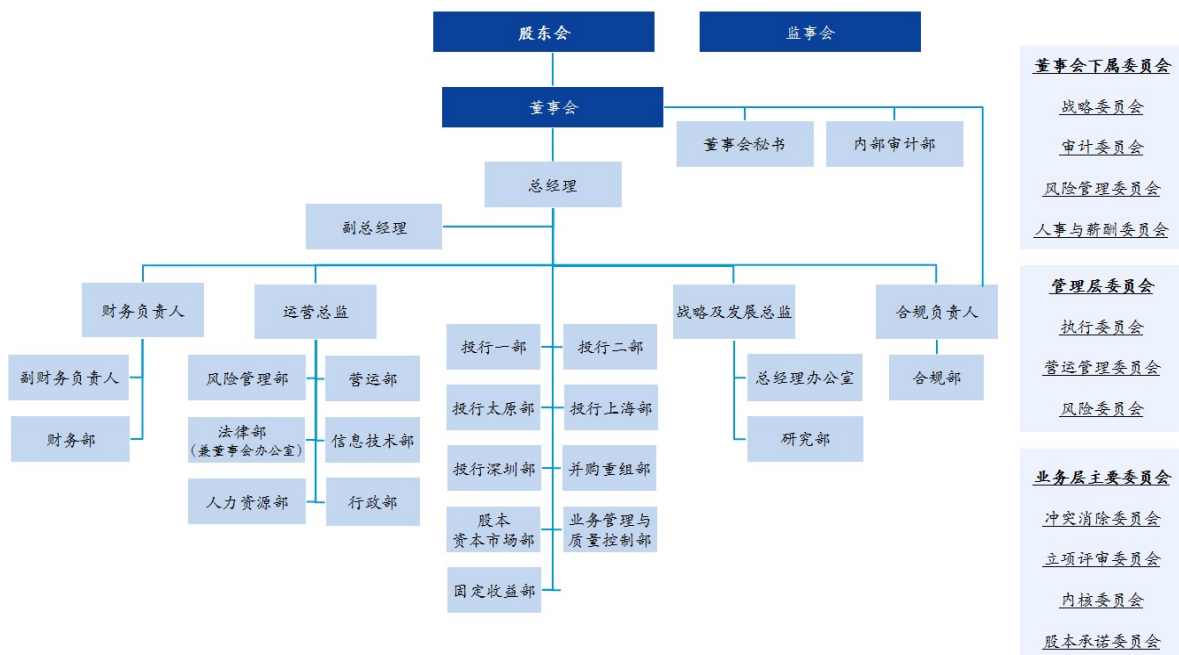 股东会
监事会
董事会
董事会秘书
内部审计部
总经理
副总经理
财务负责人
运营总监
战略及发展总监
合规负责人
副财务负责人
财务部
风险管理部
营运部
法律部
(兼董事会办公室)
信息技术部
人力资源部
行政部
投行一部
投行二部
投行太原部
投行上海部
投行深圳部
并购重组部
股本
资本市场部
业务管理与
质量控制部
固定收益部
总经理办公室
研究部
合规部
董事会下属委员会
战略委员会
审计委员会
风险管理委员会
人事与薪酬委员会
管理层委员会
执行委员会
营运管理委员会
风险委员会
业务层主要委员会
冲突消除委员会
立项评审委员会
内核委员会
股本承诺委员会